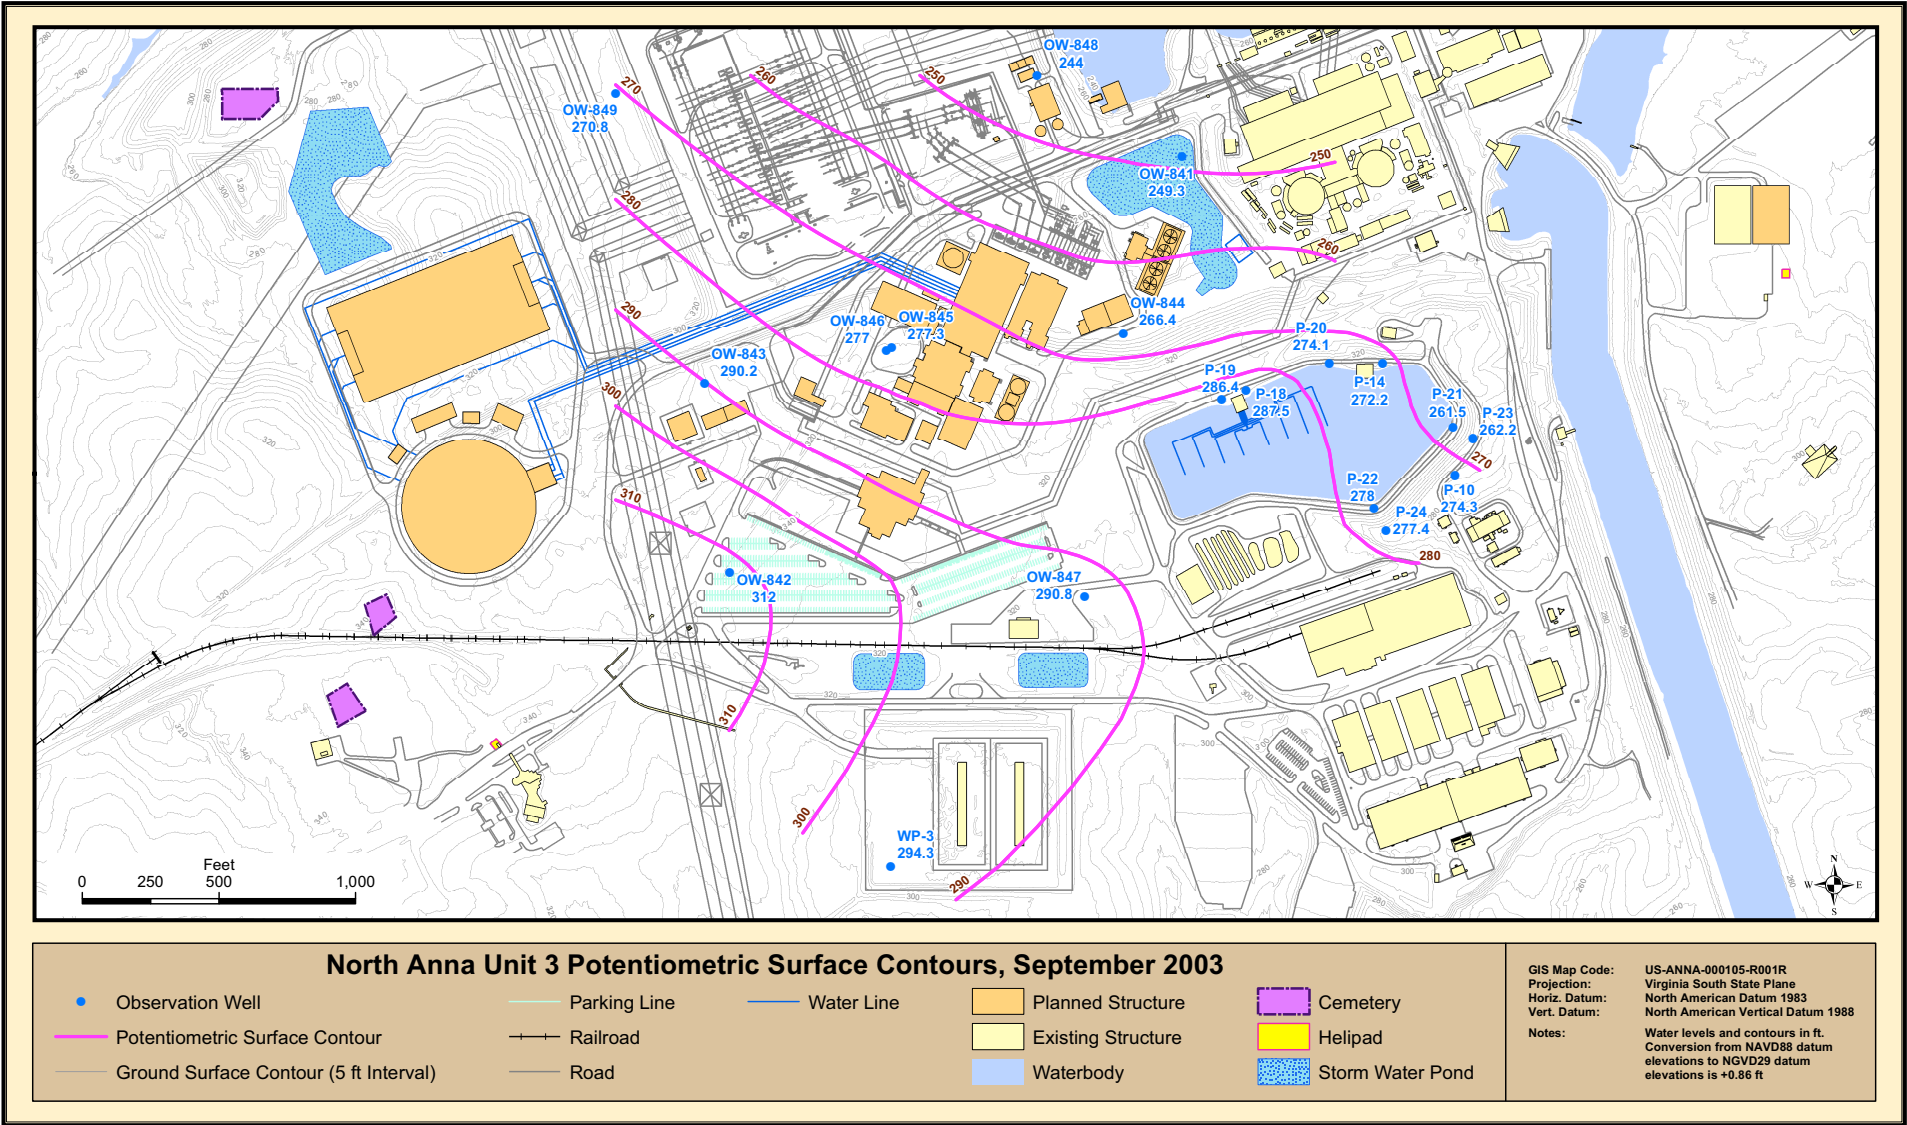 OW-848
244
OW-849
270.8
270
260
250
OW-841
249.3
250
280
260
290
OW-846
277
OW-845
277.3
OW-844
266.4
OW-843
290.2
300
P-20
274.1
P-19
286.4
P-18
287.5
P-14
272.2
P-21
261.5
P-23
262.2
270
P-10
274.3
P-22
278
P-24
277.4
280
310
OW-842
312
OW-847
290.8
310
300
WP-3
294.3
290
320
320
300
320
340
Feet
0 250 500 1,000
N
W E
S
North Anna Unit 3 Potentiometric Surface Contours, September 2003
Observation Well
Potentiometric Surface Contour
Ground Surface Contour (5 ft Interval)
Parking Line
Railroad
Road
Water Line
Planned Structure
Existing Structure
Waterbody
Cemetery
Helipad
Storm Water Pond
GIS Map Code: US-ANNA-000105-R001R
Projection: Virginia South State Plane
Horiz. Datum: North American Datum 1983
Vert. Datum: North American Vertical Datum 1988
Notes: Water levels and contours in ft.
Conversion from NAVD88 datum
elevations to NGVD29 datum
elevations is +0.86 ft